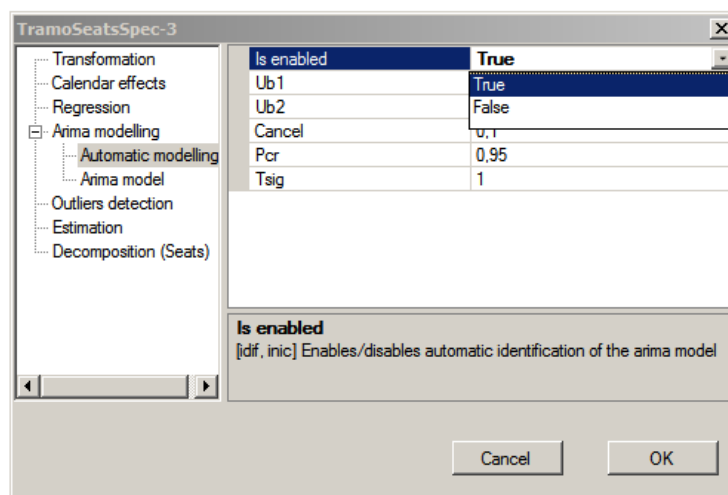 TramoSeatsSpec-3
Transformation
Calendar effects
Regression
Arima modelling
Automatic modelling
Arima model
Outliers detection
Estimation
Decomposition (Seats)
Is enabled True
Ub1 True
Ub2 False
Cancel 0,1
Pcr 0,95
Tsig 1
Is enabled
[idif, inic] Enables/disables automatic identification of the arima model
Cancel OK